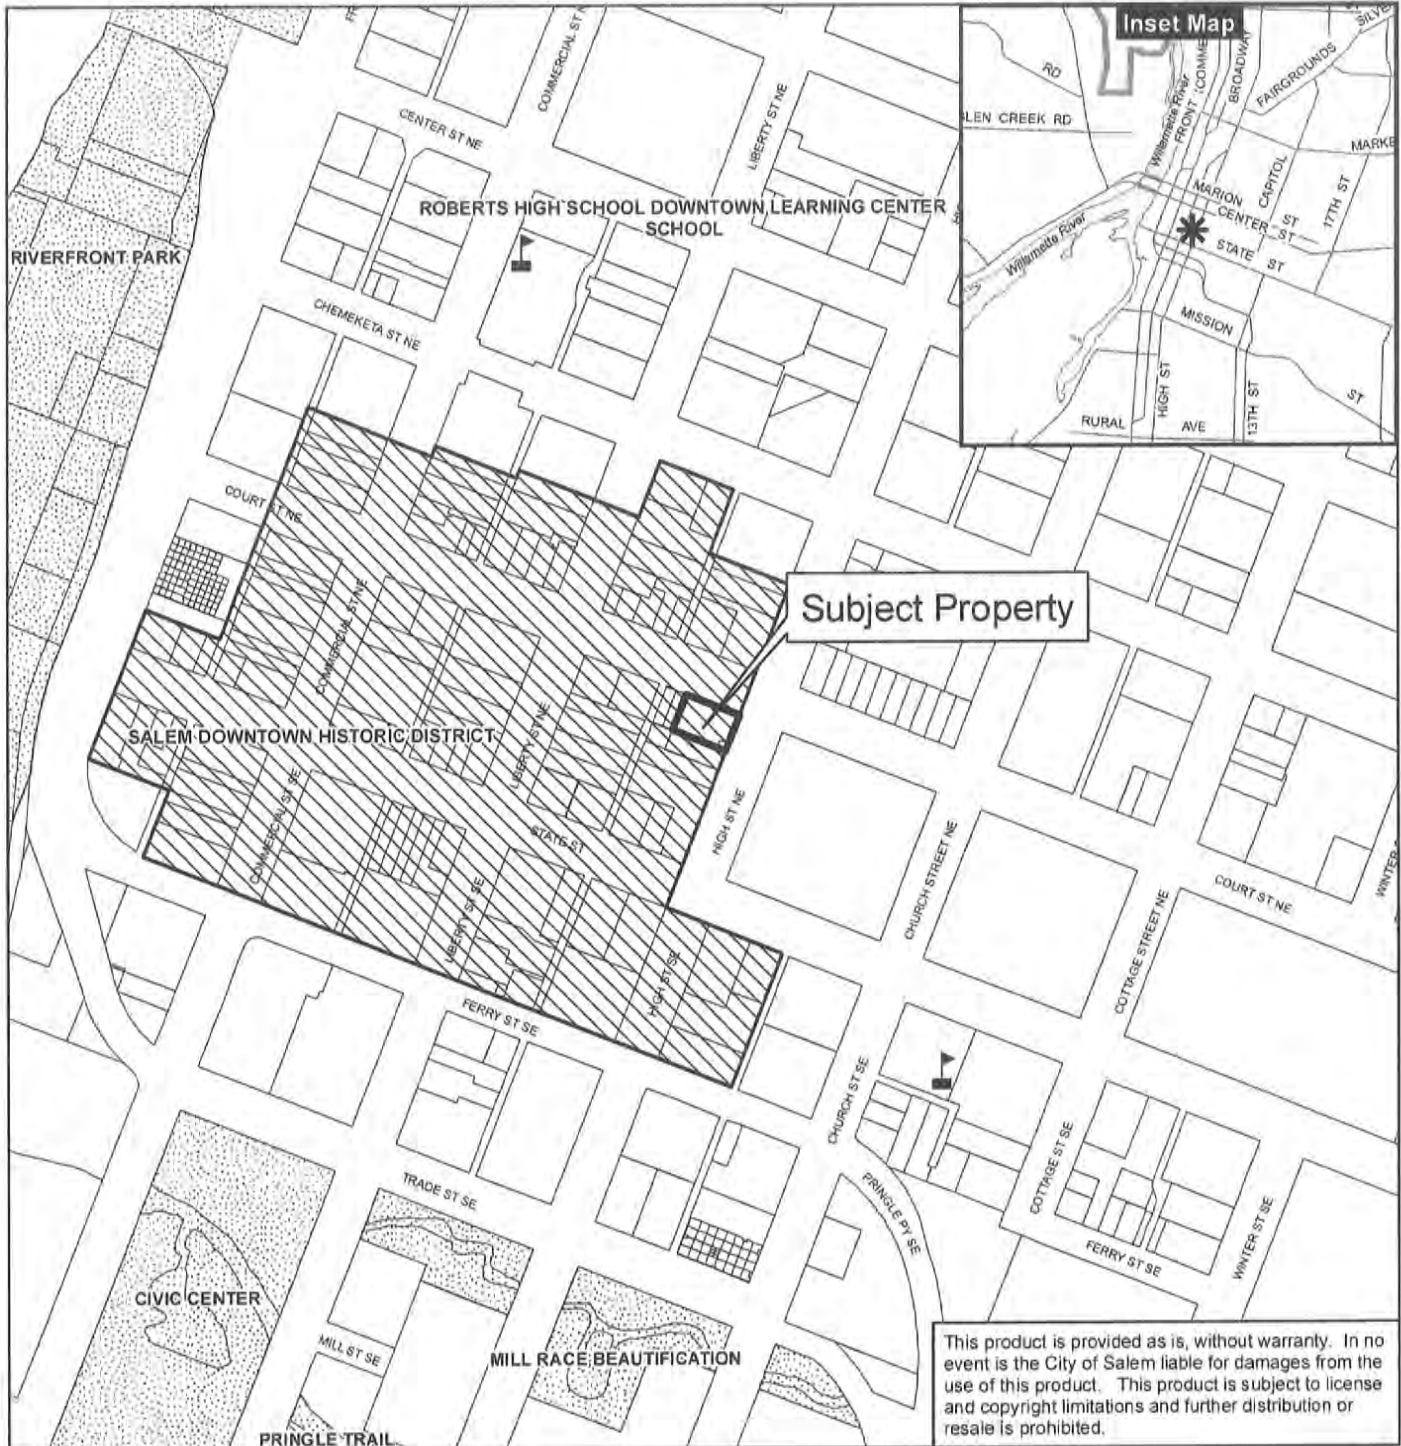 Inset Map
RD
LEN CREEK RD
Willamette River
Willamette River
FRONT
COMME
BROADWAY
FAIRGROUNDS
SILVE
MARKE
CAPITOL
17TH ST
MARION ST
CENTER ST
STATE ST
MISSION
ST
HIGH ST
13TH ST
RURAL AVE
COMMERCIAL ST N
CENTER ST NE
LIBERTY ST NE
ROBERTS HIGH SCHOOL DOWNTOWN LEARNING CENTER
SCHOOL
RIVERFRONT PARK
CHEMEKETA ST NE
COURT ST NE
COMMERCIAL ST NE
Subject Property
SALEM DOWNTOWN HISTORIC DISTRICT
LIBERTY ST NE
COMMERCIAL ST SE
STATE ST
HIGH ST NE
CHURCH STREET NE
COURT ST NE
WINTER
COTTAGE STREET NE
LIBERTY ST SE
HIGH ST SE
FERRY ST SE
CHURCH ST SE
COTTAGE ST SE
TRADE ST SE
PRINGLE PY SE
FERRY ST SE
WINTER ST SE
CIVIC CENTER
MILL ST SE
MILL RACE BEAUTIFICATION
PRINGLE TRAIL
This product is provided as is, without warranty. In no
event is the City of Salem liable for damages from the
use of this product. This product is subject to license
and copyright limitations and further distribution or
resale is prohibited.